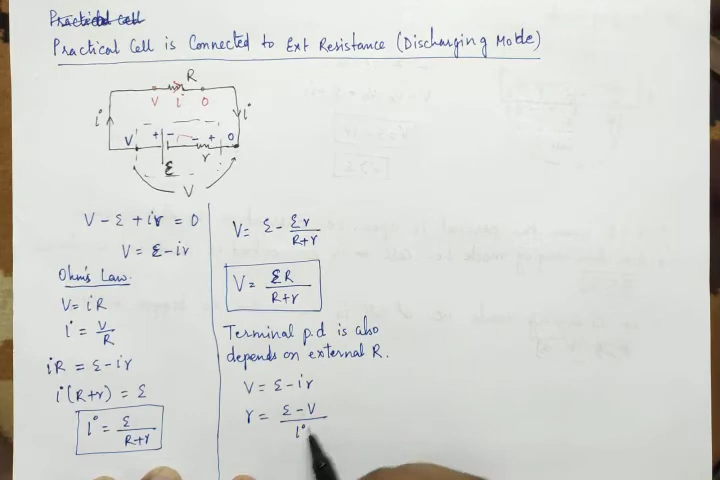 Practical cell
Practical Cell is Connected to Ext Resistance (Discharging Mode)
R
V i 0
i i
V + - - + 0
ε r
V
V - ε + ir = 0
V = ε - ir
Ohm's Law.
V = iR
i = V/R
iR = ε - ir
i(R+r) = ε
i = ε/(R+r)
V = ε - εr/(R+r)
V = εR/(R+r)
Terminal p.d is also
depends on external R.
V = ε - ir
r = (ε - V)/i